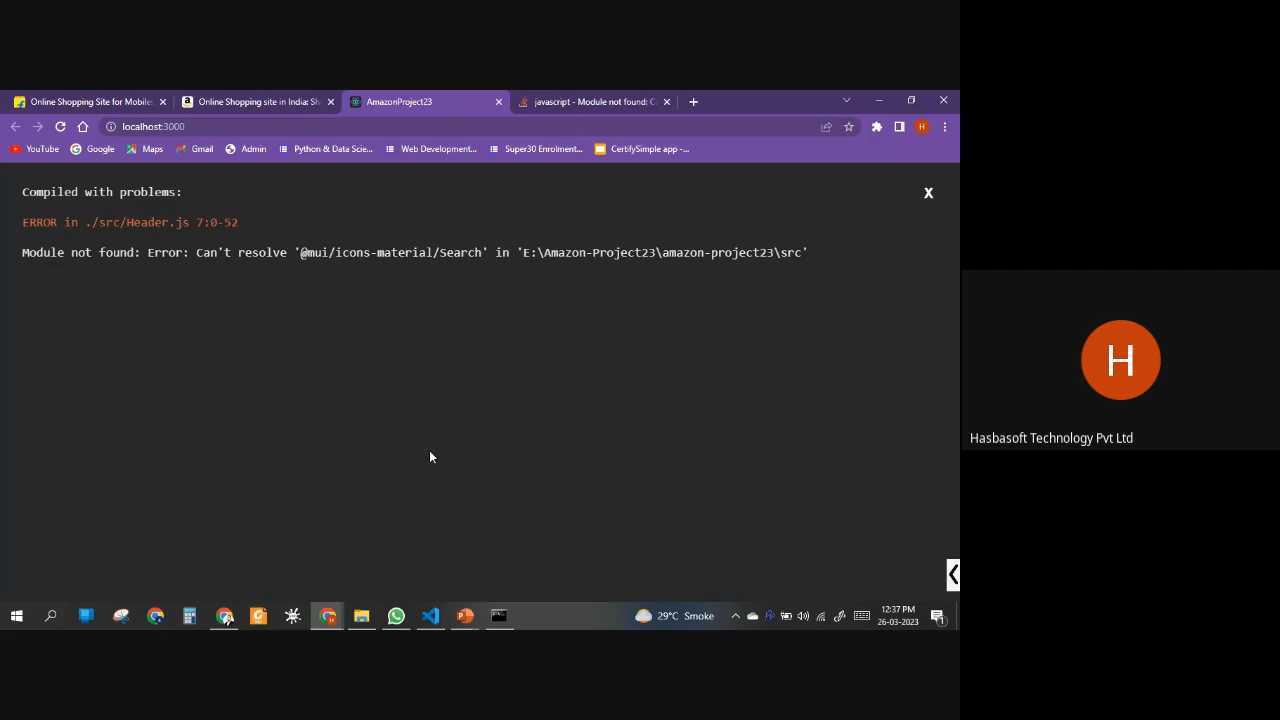 Online Shopping Site for Mobile
Online Shopping site in India: Sh
AmazonProject23
javascript - Module not found: C
localhost:3000
H
YouTube
Google
Maps
Gmail
Admin
Python & Data Scie...
Web Development...
Super30 Enrolment...
CertifySimple app -...
Compiled with problems:
X
ERROR in ./src/Header.js 7:0-52
Module not found: Error: Can't resolve '@mui/icons-material/Search' in 'E:\Amazon-Project23\amazon-project23\src'
H
Hasbasoft Technology Pvt Ltd
29°C Smoke
12:37 PM
26-03-2023
1